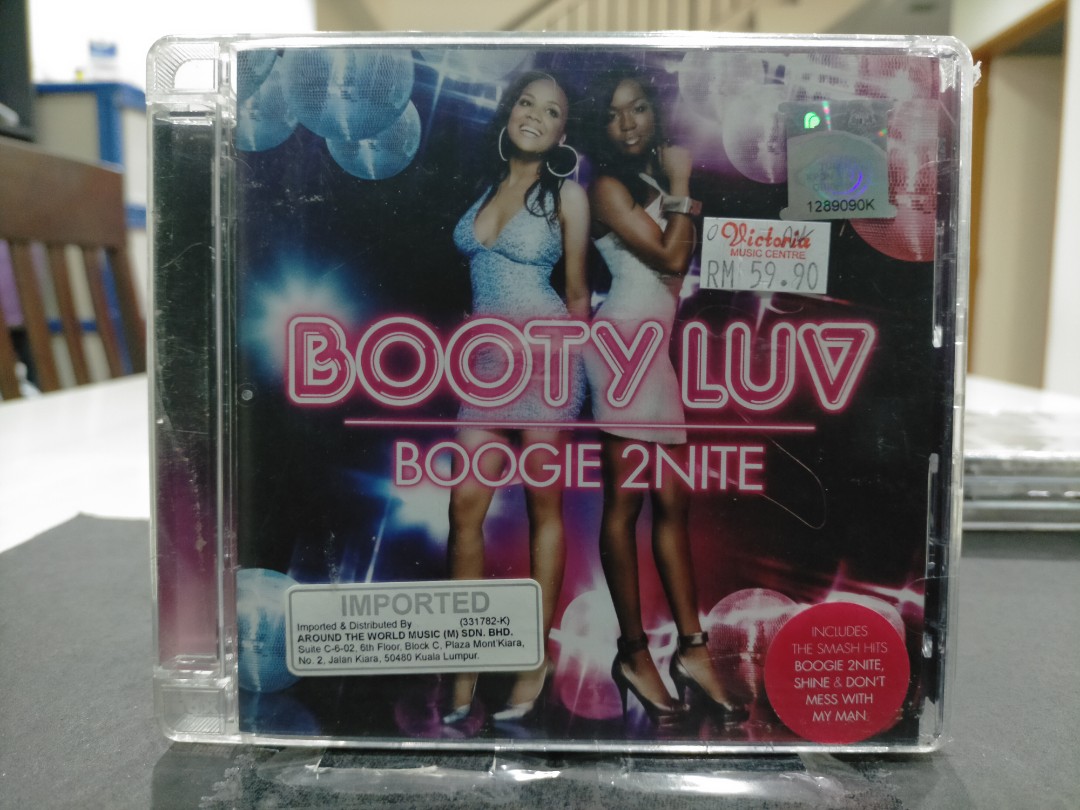 1289090K
Victoria
MUSIC CENTRE
RM 59.90
BOOTY LUV
BOOGIE 2NITE
IMPORTED
Imported & Distributed By (331782-K)
AROUND THE WORLD MUSIC (M) SDN. BHD.
Suite C-6-02, 6th Floor, Block C, Plaza Mont'Kiara,
No. 2, Jalan Kiara, 50480 Kuala Lumpur.
INCLUDES
THE SMASH HITS
BOOGIE 2NITE,
SHINE & DON'T
MESS WITH
MY MAN